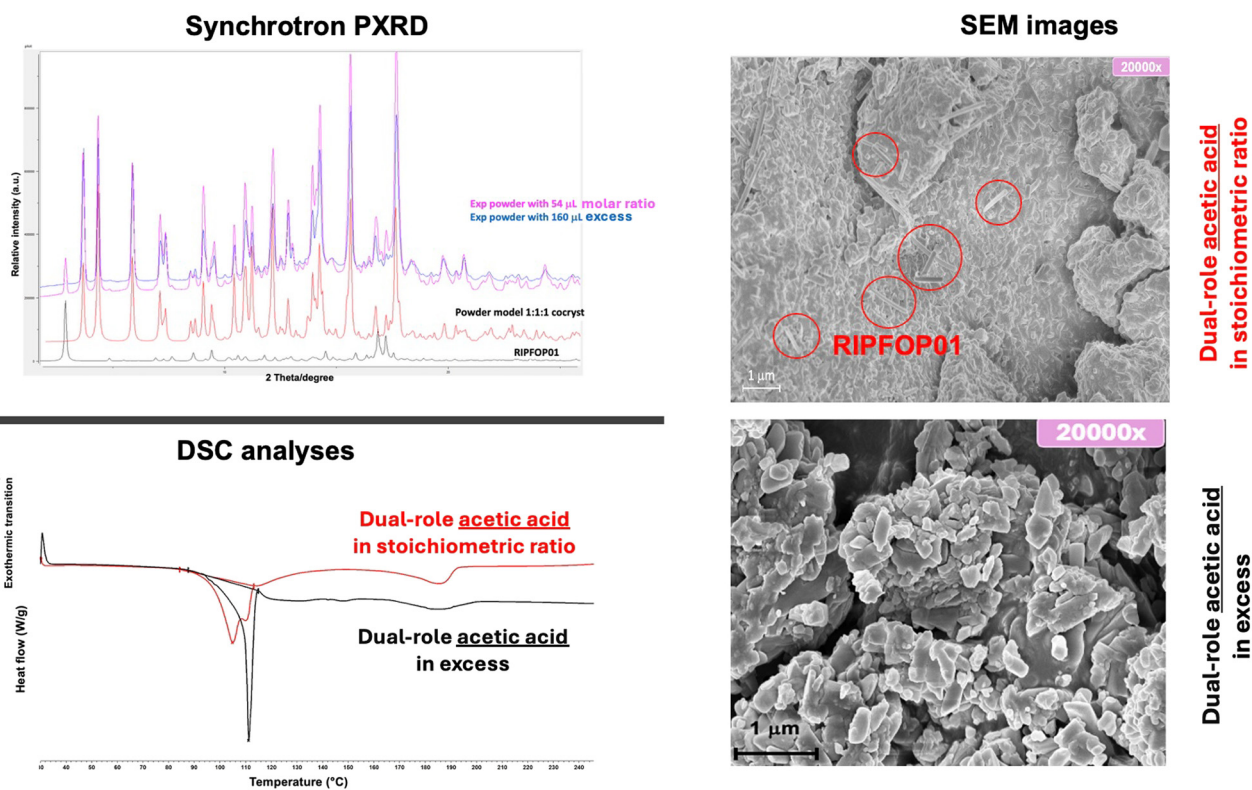 Synchrotron PXRD
Relative intensity (a.u.)
Exp powder with 54 µL molar ratio
Exp powder with 160 µL excess
Powder model 1:1:1 cocryst
RIPFOP01
2 Theta/degree
SEM images
20000x
RIPFOP01
1 µm
Dual-role acetic acid
in stoichiometric ratio
DSC analyses
Exothermic transition
Heat flow (W/g)
Dual-role acetic acid
in stoichiometric ratio
Dual-role acetic acid
in excess
40 50 60 70 80 90 100 110 120 130 140 150 160 170 180 190 200 210 220 230 240
Temperature (°C)
20000x
1 µm
Dual-role acetic acid
in excess